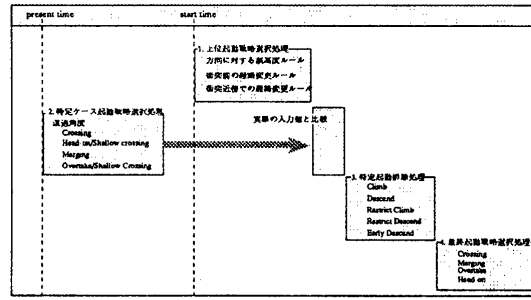 present time
start time
1. 上位起動戦略選択処理
方向に対する新高度ルール
衝突前の経路変更ルール
衝突近傍での経路変更ルール
2. 特定ケース起動戦略選択処理
遭遇角度
Crossing
Head on/Shallow crossing
Merging
Overtake/Shallow Crossing
実際の入力値と比較
3. 特定起動排除処理
Climb
Descend
Restrict Climb
Restrict Descend
Early Descend
4. 最終起動戦略選択処理
Crossing
Merging
Overtake
Head on